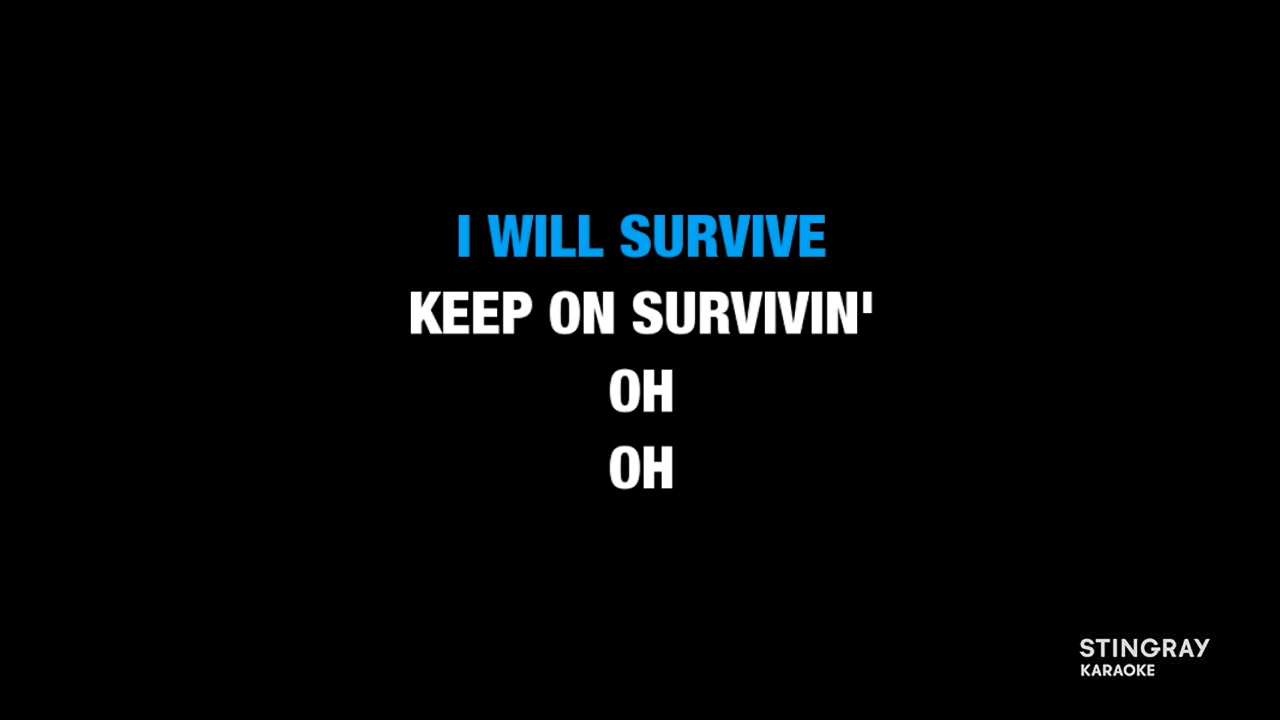 I WILL SURVIVE
KEEP ON SURVIVIN'
OH
OH
STINGRAY
KARAOKE